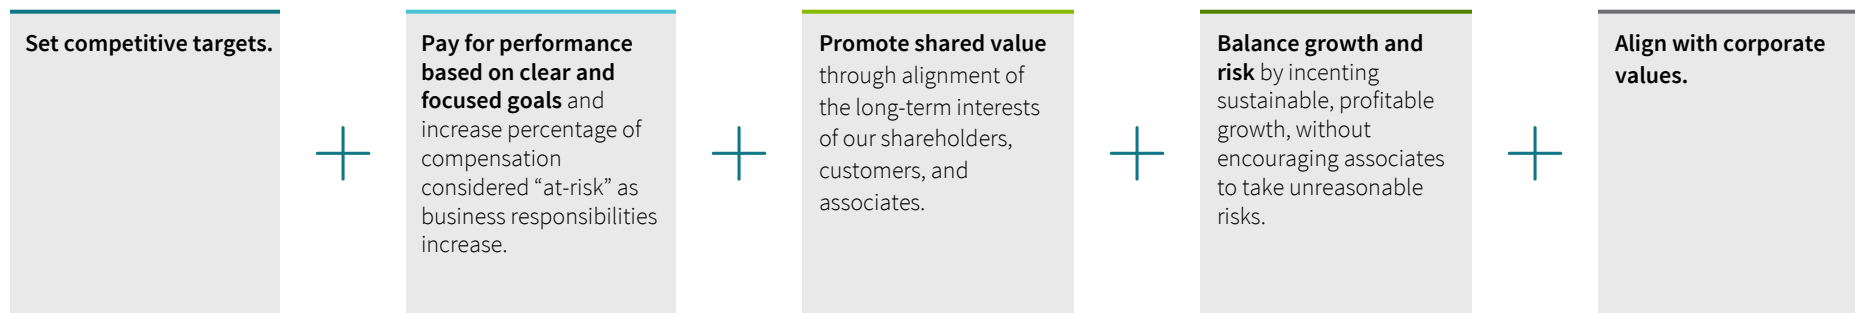 Set competitive targets.
Pay for performance
based on clear and
focused goals and
increase percentage of
compensation
considered “at-risk” as
business responsibilities
increase.
Promote shared value
through alignment of
the long-term interests
of our shareholders,
customers, and
associates.
Balance growth and
risk by incenting
sustainable, profitable
growth, without
encouraging associates
to take unreasonable
risks.
Align with corporate
values.